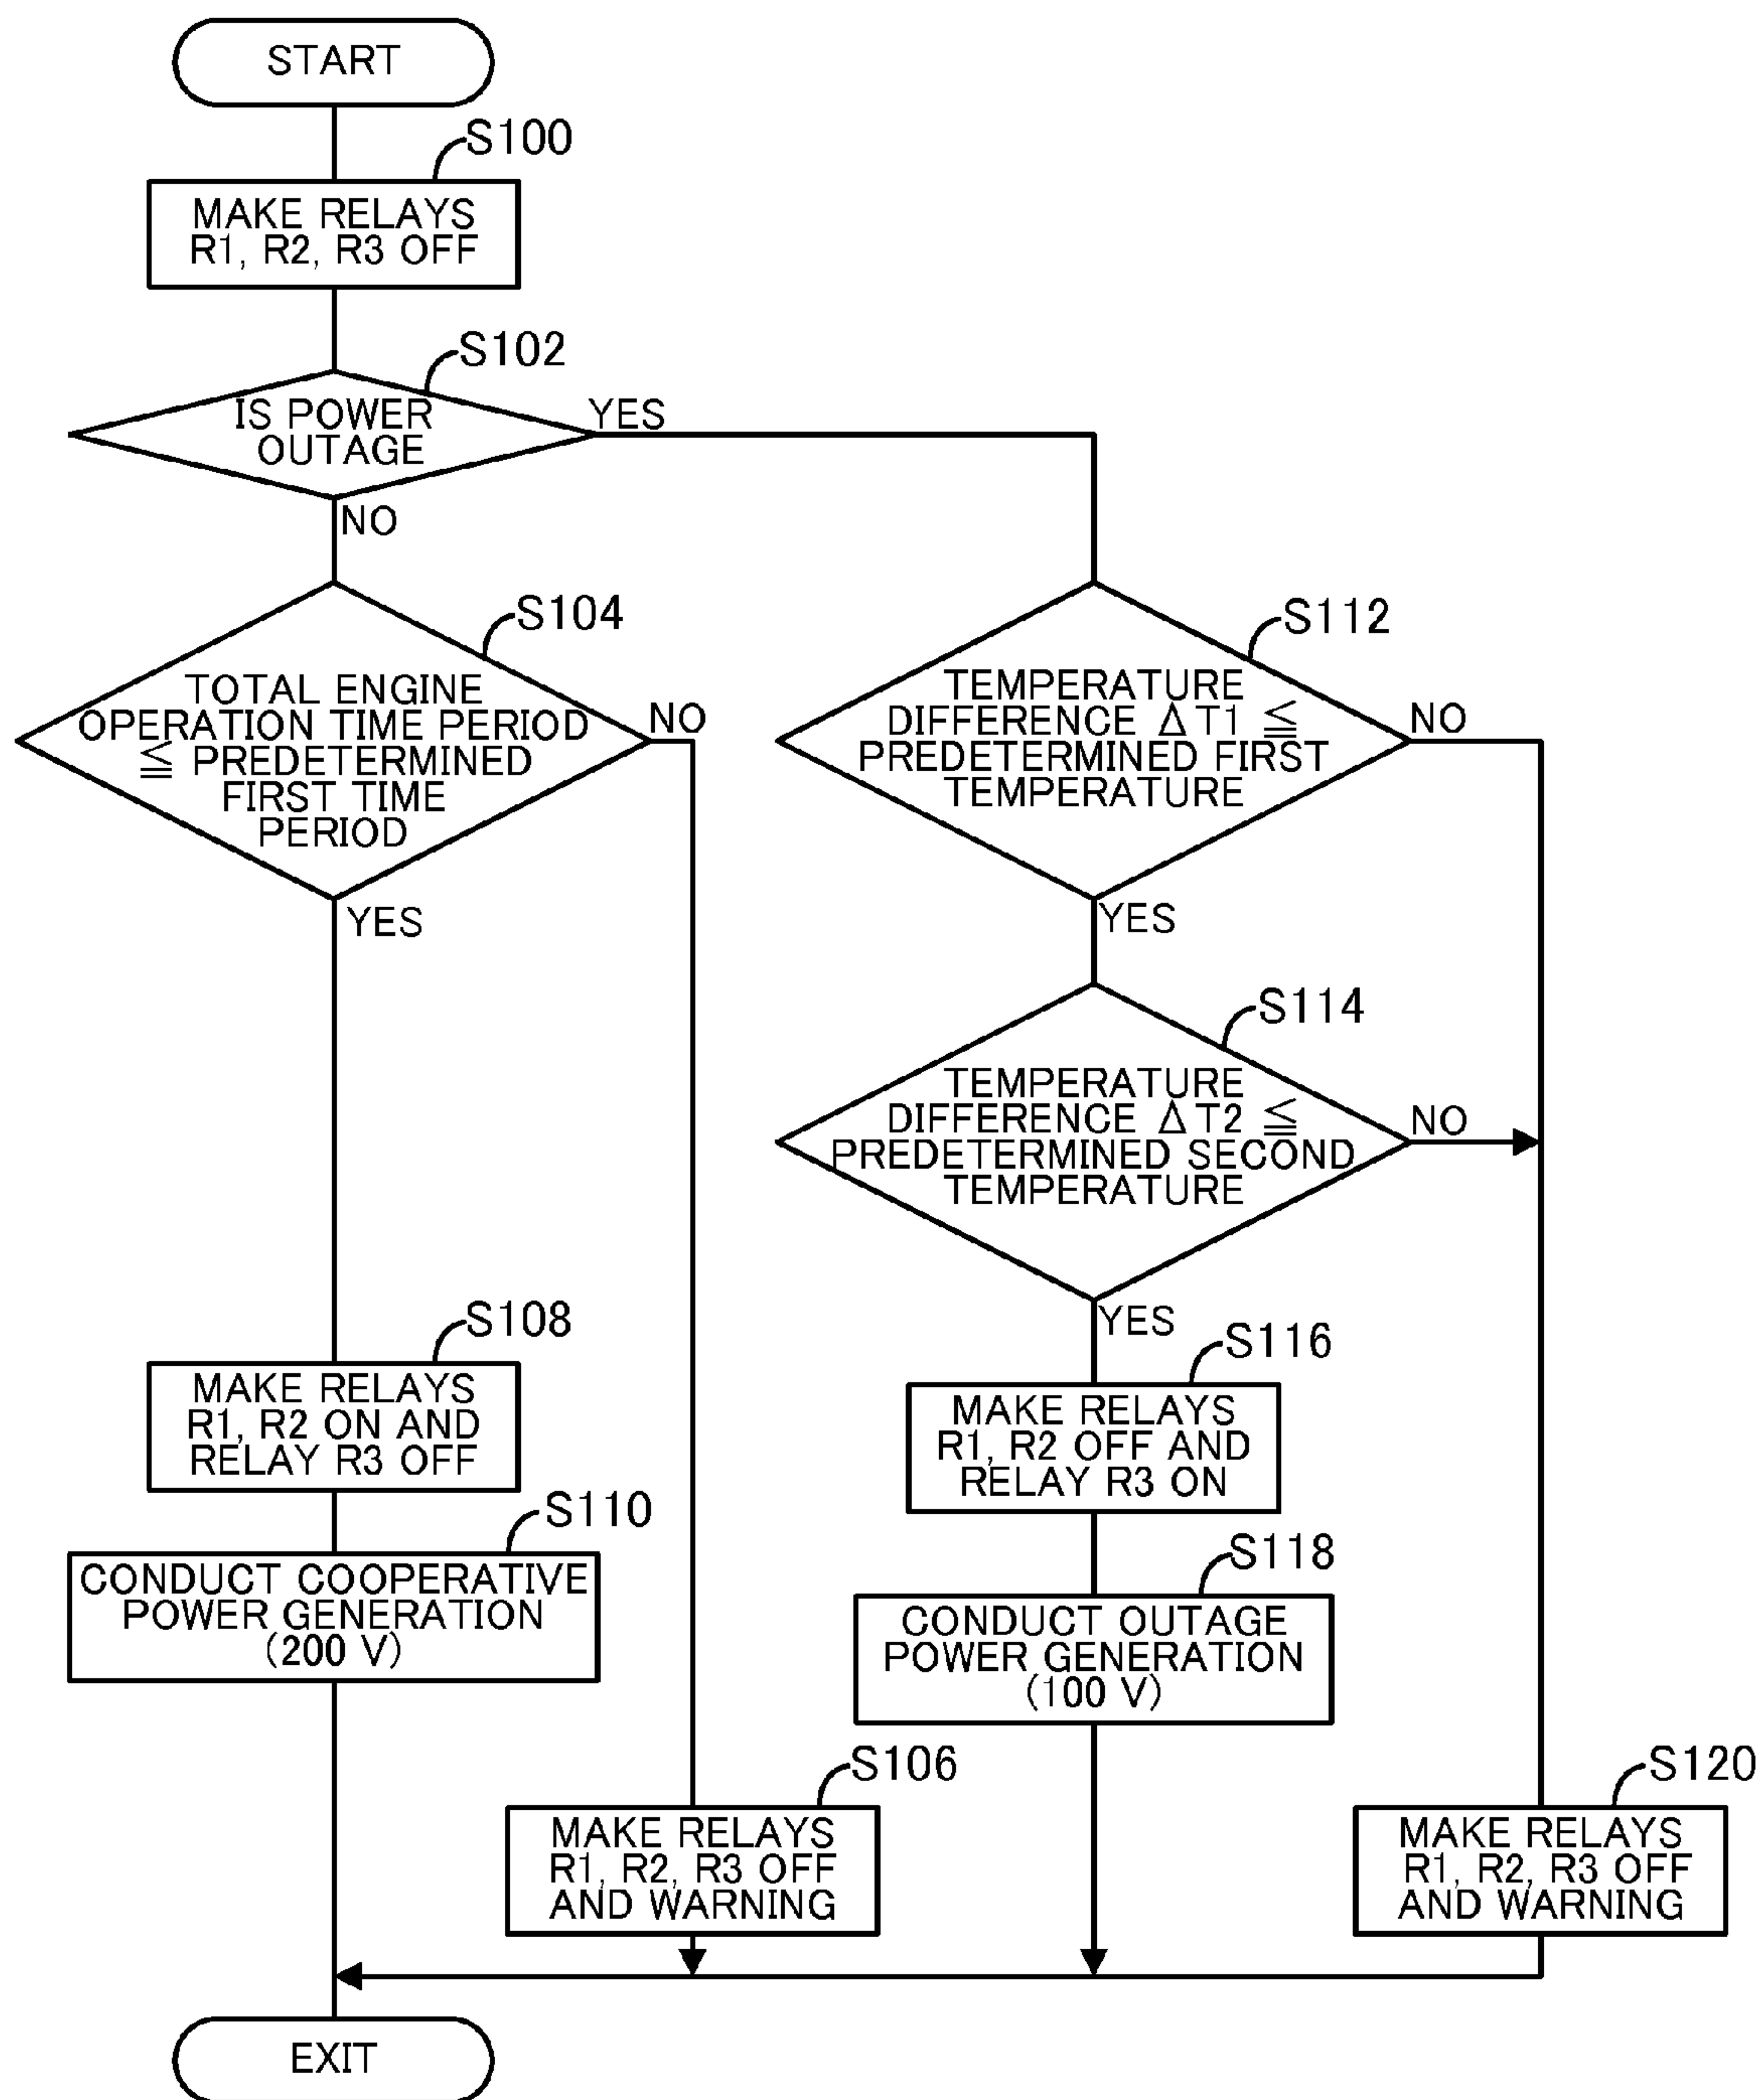 START
S100
MAKE RELAYS
R1, R2, R3 OFF
S102
IS POWER
OUTAGE
YES
NO
S104
TOTAL ENGINE
OPERATION TIME PERIOD
≦ PREDETERMINED
FIRST TIME
PERIOD
NO
YES
S112
TEMPERATURE
DIFFERENCE ΔT1 ≦
PREDETERMINED FIRST
TEMPERATURE
NO
YES
S114
TEMPERATURE
DIFFERENCE ΔT2 ≦
PREDETERMINED SECOND
TEMPERATURE
NO
YES
S108
MAKE RELAYS
R1, R2 ON AND
RELAY R3 OFF
S116
MAKE RELAYS
R1, R2 OFF AND
RELAY R3 ON
S110
CONDUCT COOPERATIVE
POWER GENERATION
(200 V)
S118
CONDUCT OUTAGE
POWER GENERATION
(100 V)
S106
MAKE RELAYS
R1, R2, R3 OFF
AND WARNING
S120
MAKE RELAYS
R1, R2, R3 OFF
AND WARNING
EXIT